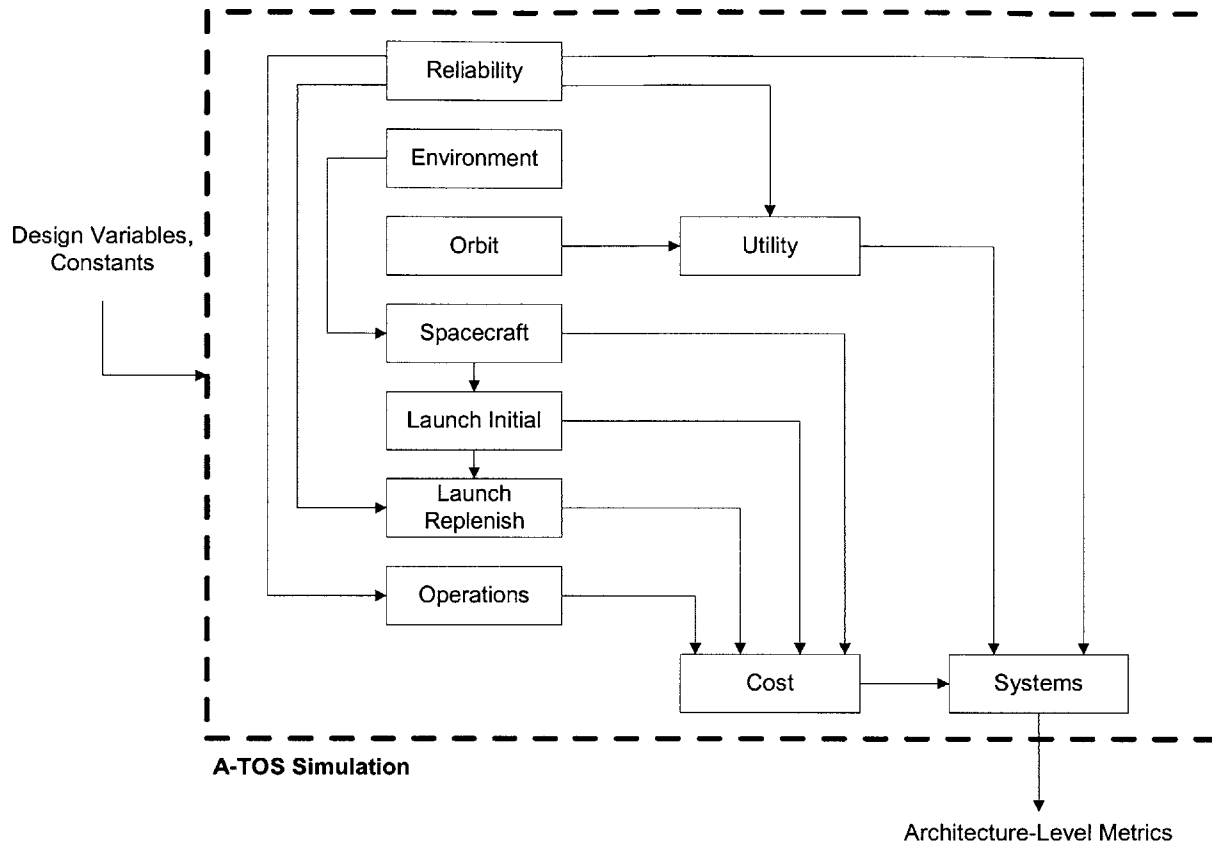 Reliability
Environment
Design Variables,
Constants
Orbit
Utility
Spacecraft
Launch Initial
Launch
Replenish
Operations
Cost
Systems
A-TOS Simulation
Architecture-Level Metrics